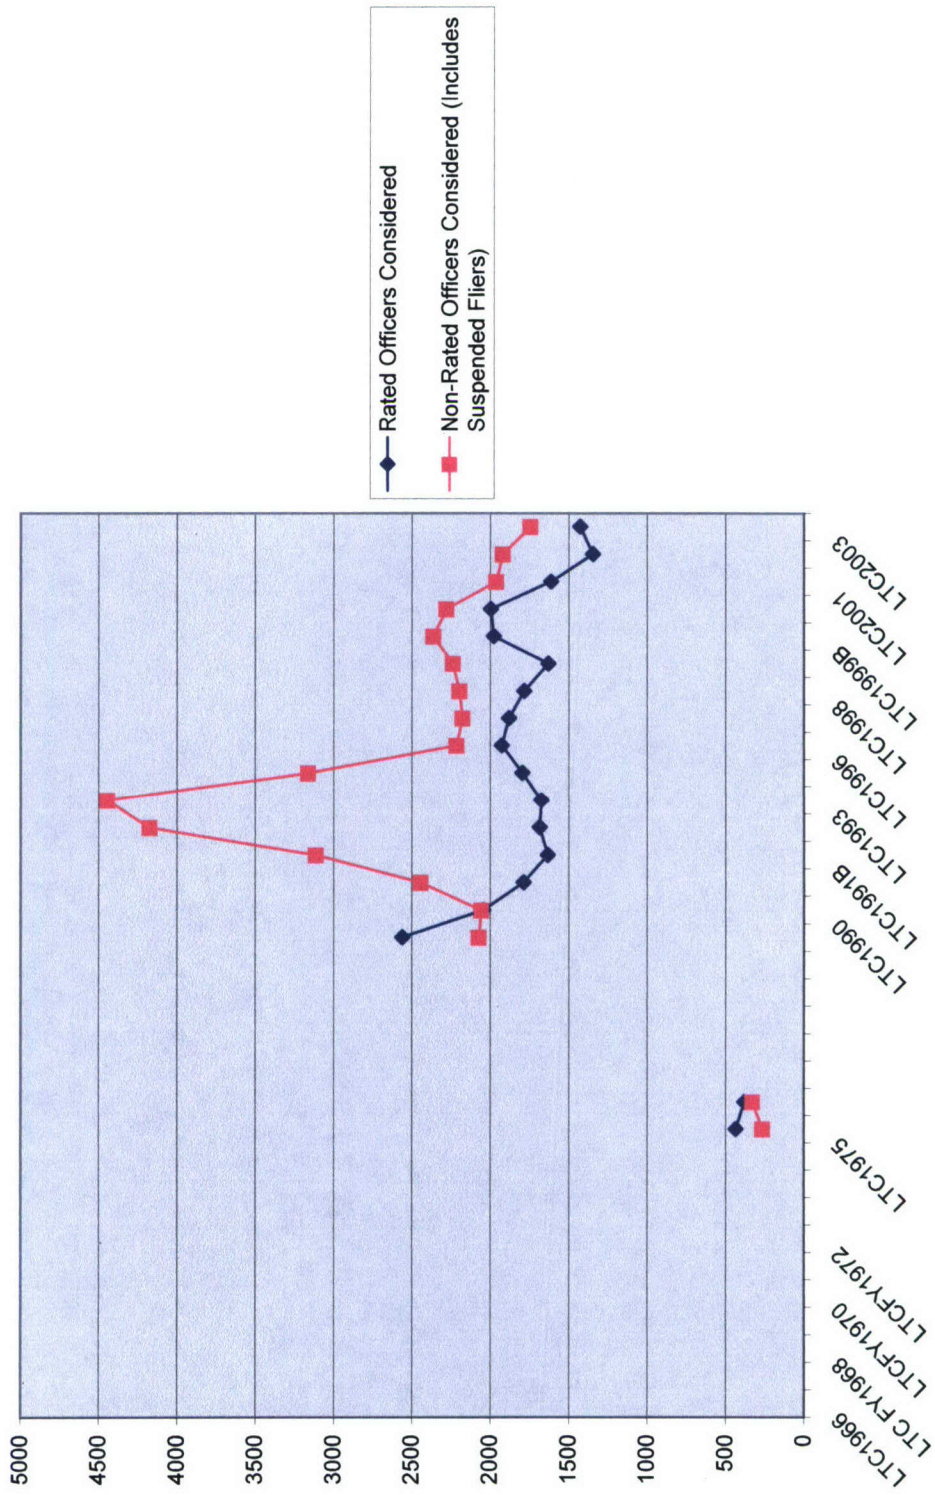 5000
4500
4000
3500
3000
2500
2000
1500
1000
500
0
LTC1966
LTC FY1968
LTCFY1970
LTCFY1972
LTC1975
LTC1990
LTC1991B
LTC1993
LTC1996
LTC1998
LTC1999B
LTC2001
LTC2003
Rated Officers Considered
Non-Rated Officers Considered (Includes
Suspended Fliers)